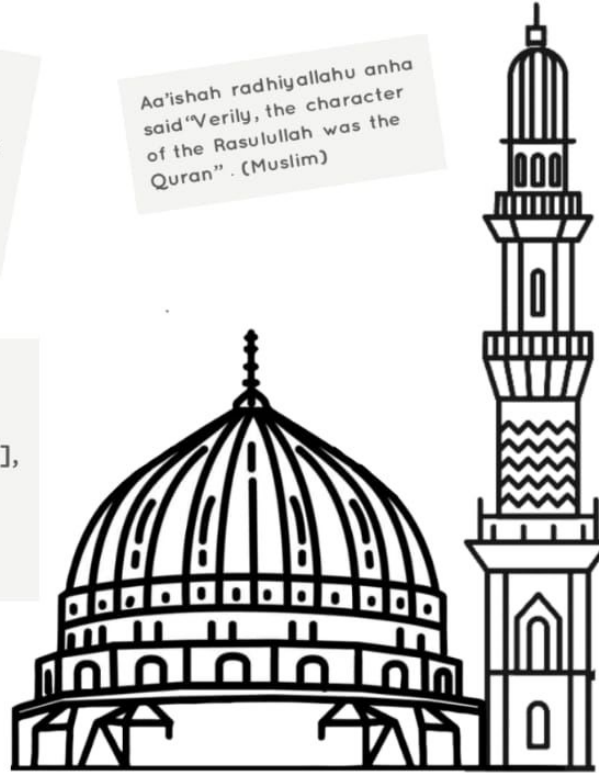 Aa'ishah radhiyallahu anha
said“Verily, the character
of the Rasulullah was the
Quran” . (Muslim)
],